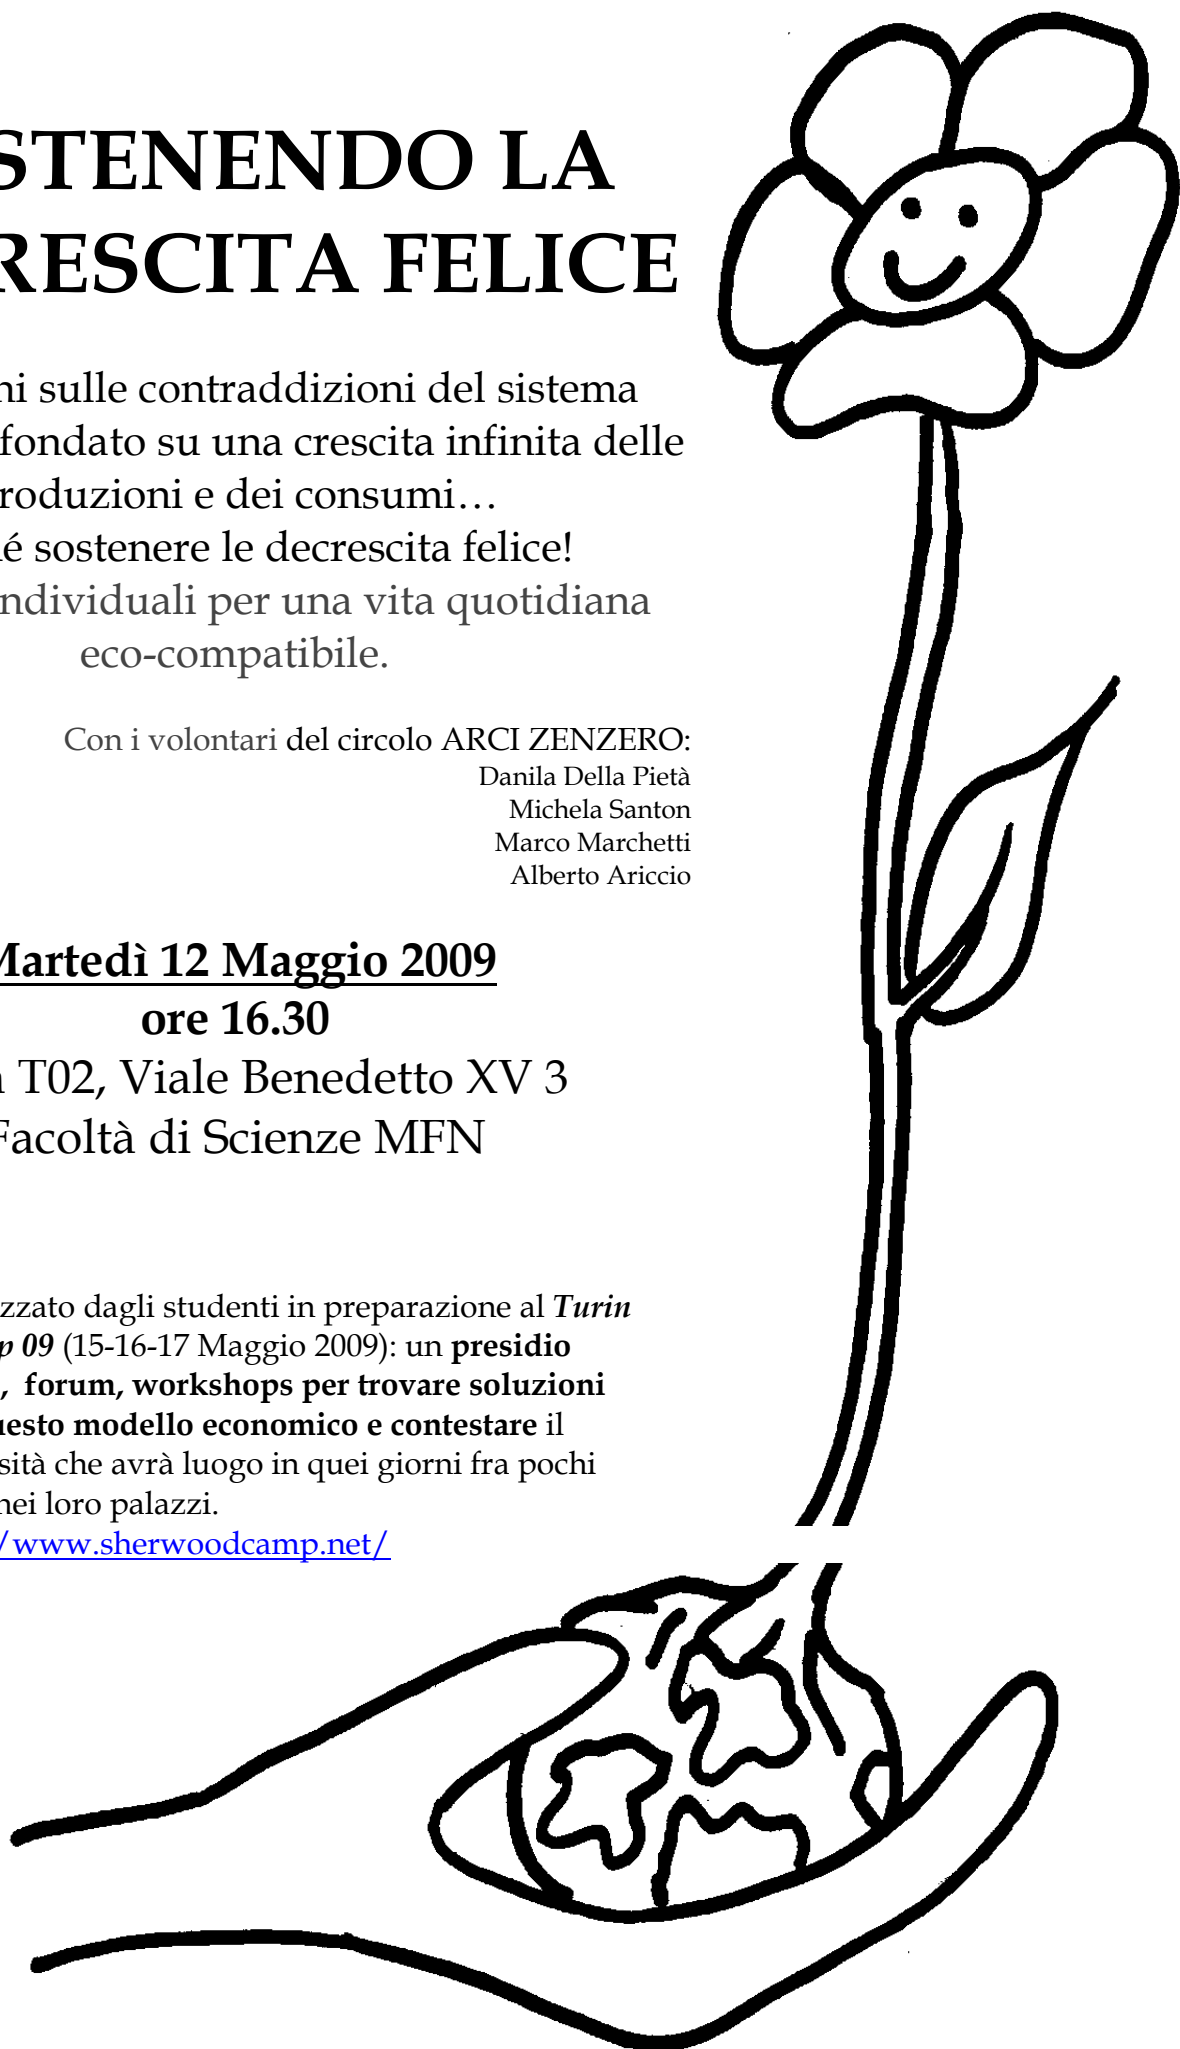 STENENDO LA
RESCITA FELICE
ni sulle contraddizioni del sistema
fondato su una crescita infinita delle
roduzioni e dei consumi…
é sostenere le decrescita felice!
ndividuali per una vita quotidiana
eco-compatibile.
Con i volontari del circolo ARCI ZENZERO:
Danila Della Pietà
Michela Santon
Marco Marchetti
Alberto Ariccio
Martedì 12 Maggio 2009
ore 16.30
T02, Viale Benedetto XV 3
Facoltà di Scienze MFN
zzato dagli studenti in preparazione al Turin
p 09 (15-16-17 Maggio 2009): un presidio
, forum, workshops per trovare soluzioni
uesto modello economico e contestare il
sità che avrà luogo in quei giorni fra pochi
nei loro palazzi.
/www.sherwoodcamp.net/